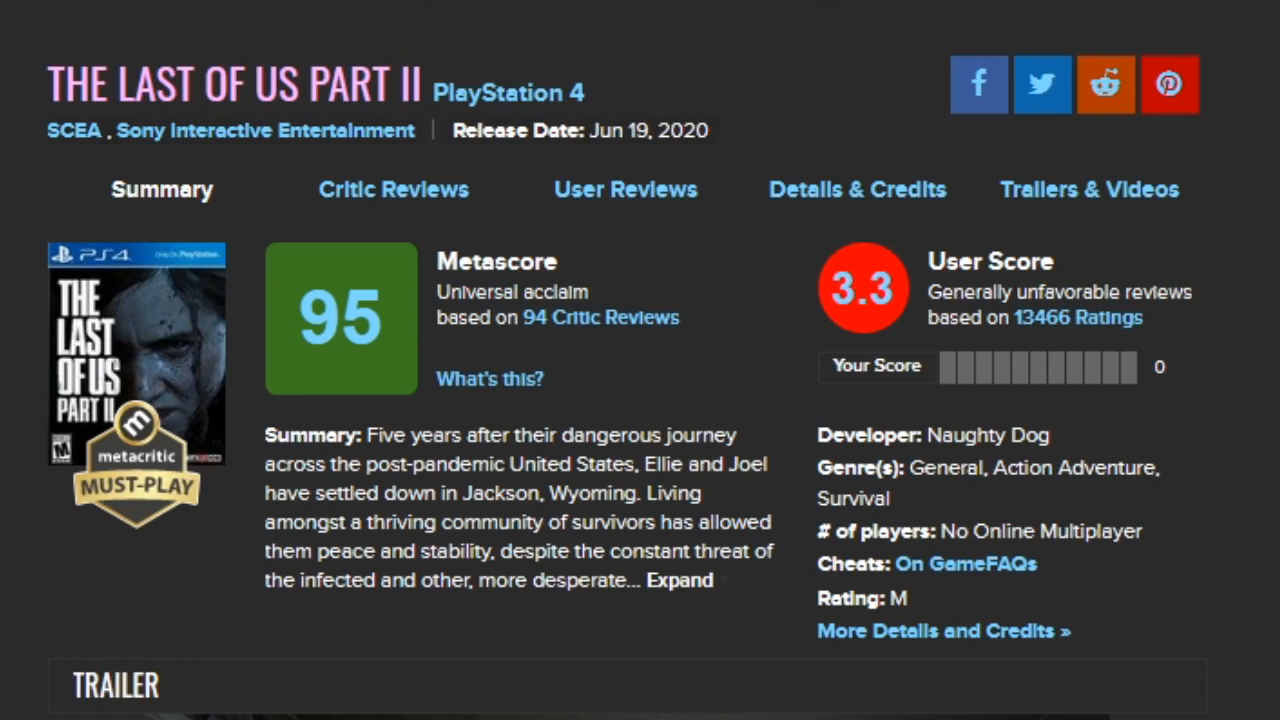 THE LAST OF US PART II PlayStation 4
SCEA , Sony Interactive Entertainment | Release Date: Jun 19, 2020
Summary Critic Reviews User Reviews Details & Credits Trailers & Videos
PS4 Only On PlayStation
THE
LAST
OF US
PART II
M
metacritic
MUST-PLAY
95
Metascore
Universal acclaim
based on 94 Critic Reviews
What's this?
3.3
User Score
Generally unfavorable reviews
based on 13466 Ratings
Your Score 0
Summary: Five years after their dangerous journey
across the post-pandemic United States, Ellie and Joel
have settled down in Jackson, Wyoming. Living
amongst a thriving community of survivors has allowed
them peace and stability, despite the constant threat of
the infected and other, more desperate... Expand
Developer: Naughty Dog
Genre(s): General, Action Adventure,
Survival
# of players: No Online Multiplayer
Cheats: On GameFAQs
Rating: M
More Details and Credits »
TRAILER